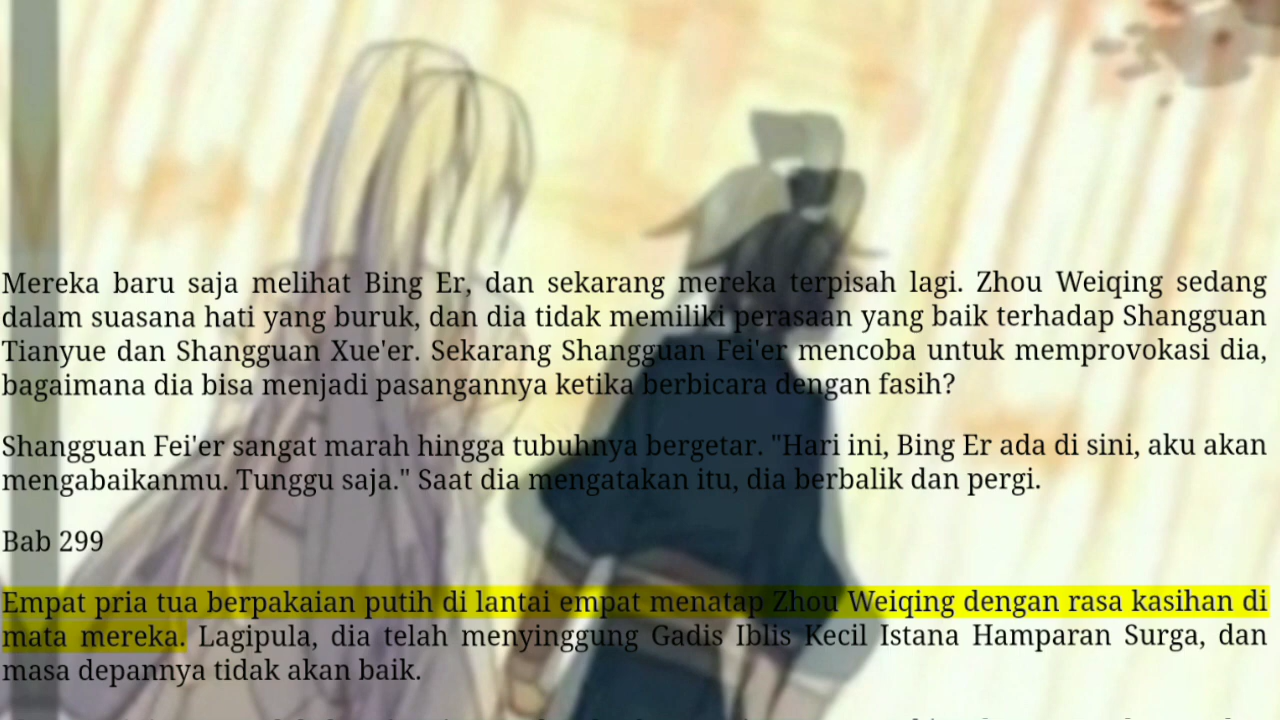 Mereka baru saja melihat Bing Er, dan sekarang mereka terpisah lagi. Zhou Weiqing sedang
dalam suasana hati yang buruk, dan dia tidak memiliki perasaan yang baik terhadap Shangguan
Tianyue dan Shangguan Xue'er. Sekarang Shangguan Fei'er mencoba untuk memprovokasi dia,
bagaimana dia bisa menjadi pasangannya ketika berbicara dengan fasih?
Shangguan Fei'er sangat marah hingga tubuhnya bergetar. "Hari ini, Bing Er ada di sini, aku akan
mengabaikanmu. Tunggu saja." Saat dia mengatakan itu, dia berbalik dan pergi.
Bab 299
Empat pria tua berpakaian putih di lantai empat menatap Zhou Weiqing dengan rasa kasihan di
mata mereka. Lagipula, dia telah menyinggung Gadis Iblis Kecil Istana Hamparan Surga, dan
masa depannya tidak akan baik.